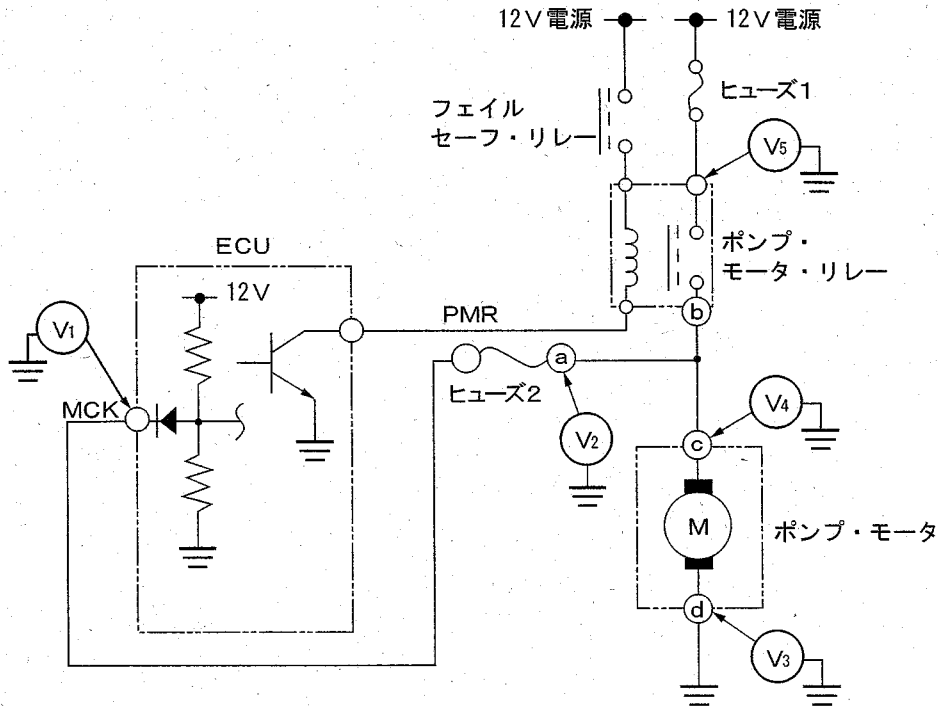 12V電源
12V電源
ヒューズ1
フェイル
セーフ・リレー
V5
ポンプ・
モータ・リレー
ECU
12V
b
PMR
V1
a
ヒューズ2
MCK
V4
V2
c
M
ポンプ・モータ
d
V3